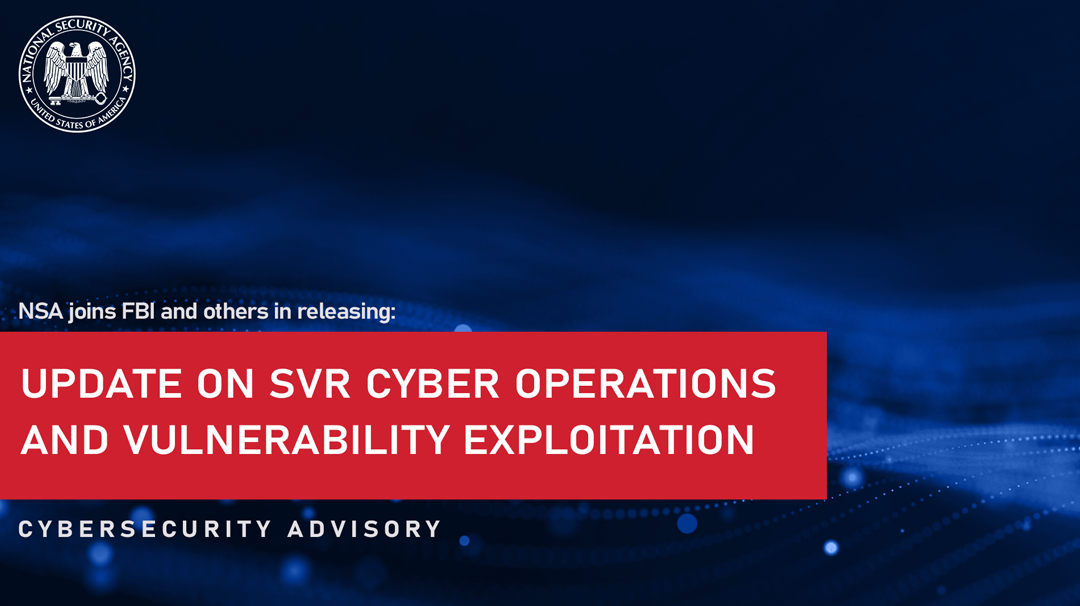 NATIONAL SECURITY AGENCY
UNITED STATES OF AMERICA
NSA joins FBI and others in releasing:
UPDATE ON SVR CYBER OPERATIONS
AND VULNERABILITY EXPLOITATION
CYBERSECURITY ADVISORY